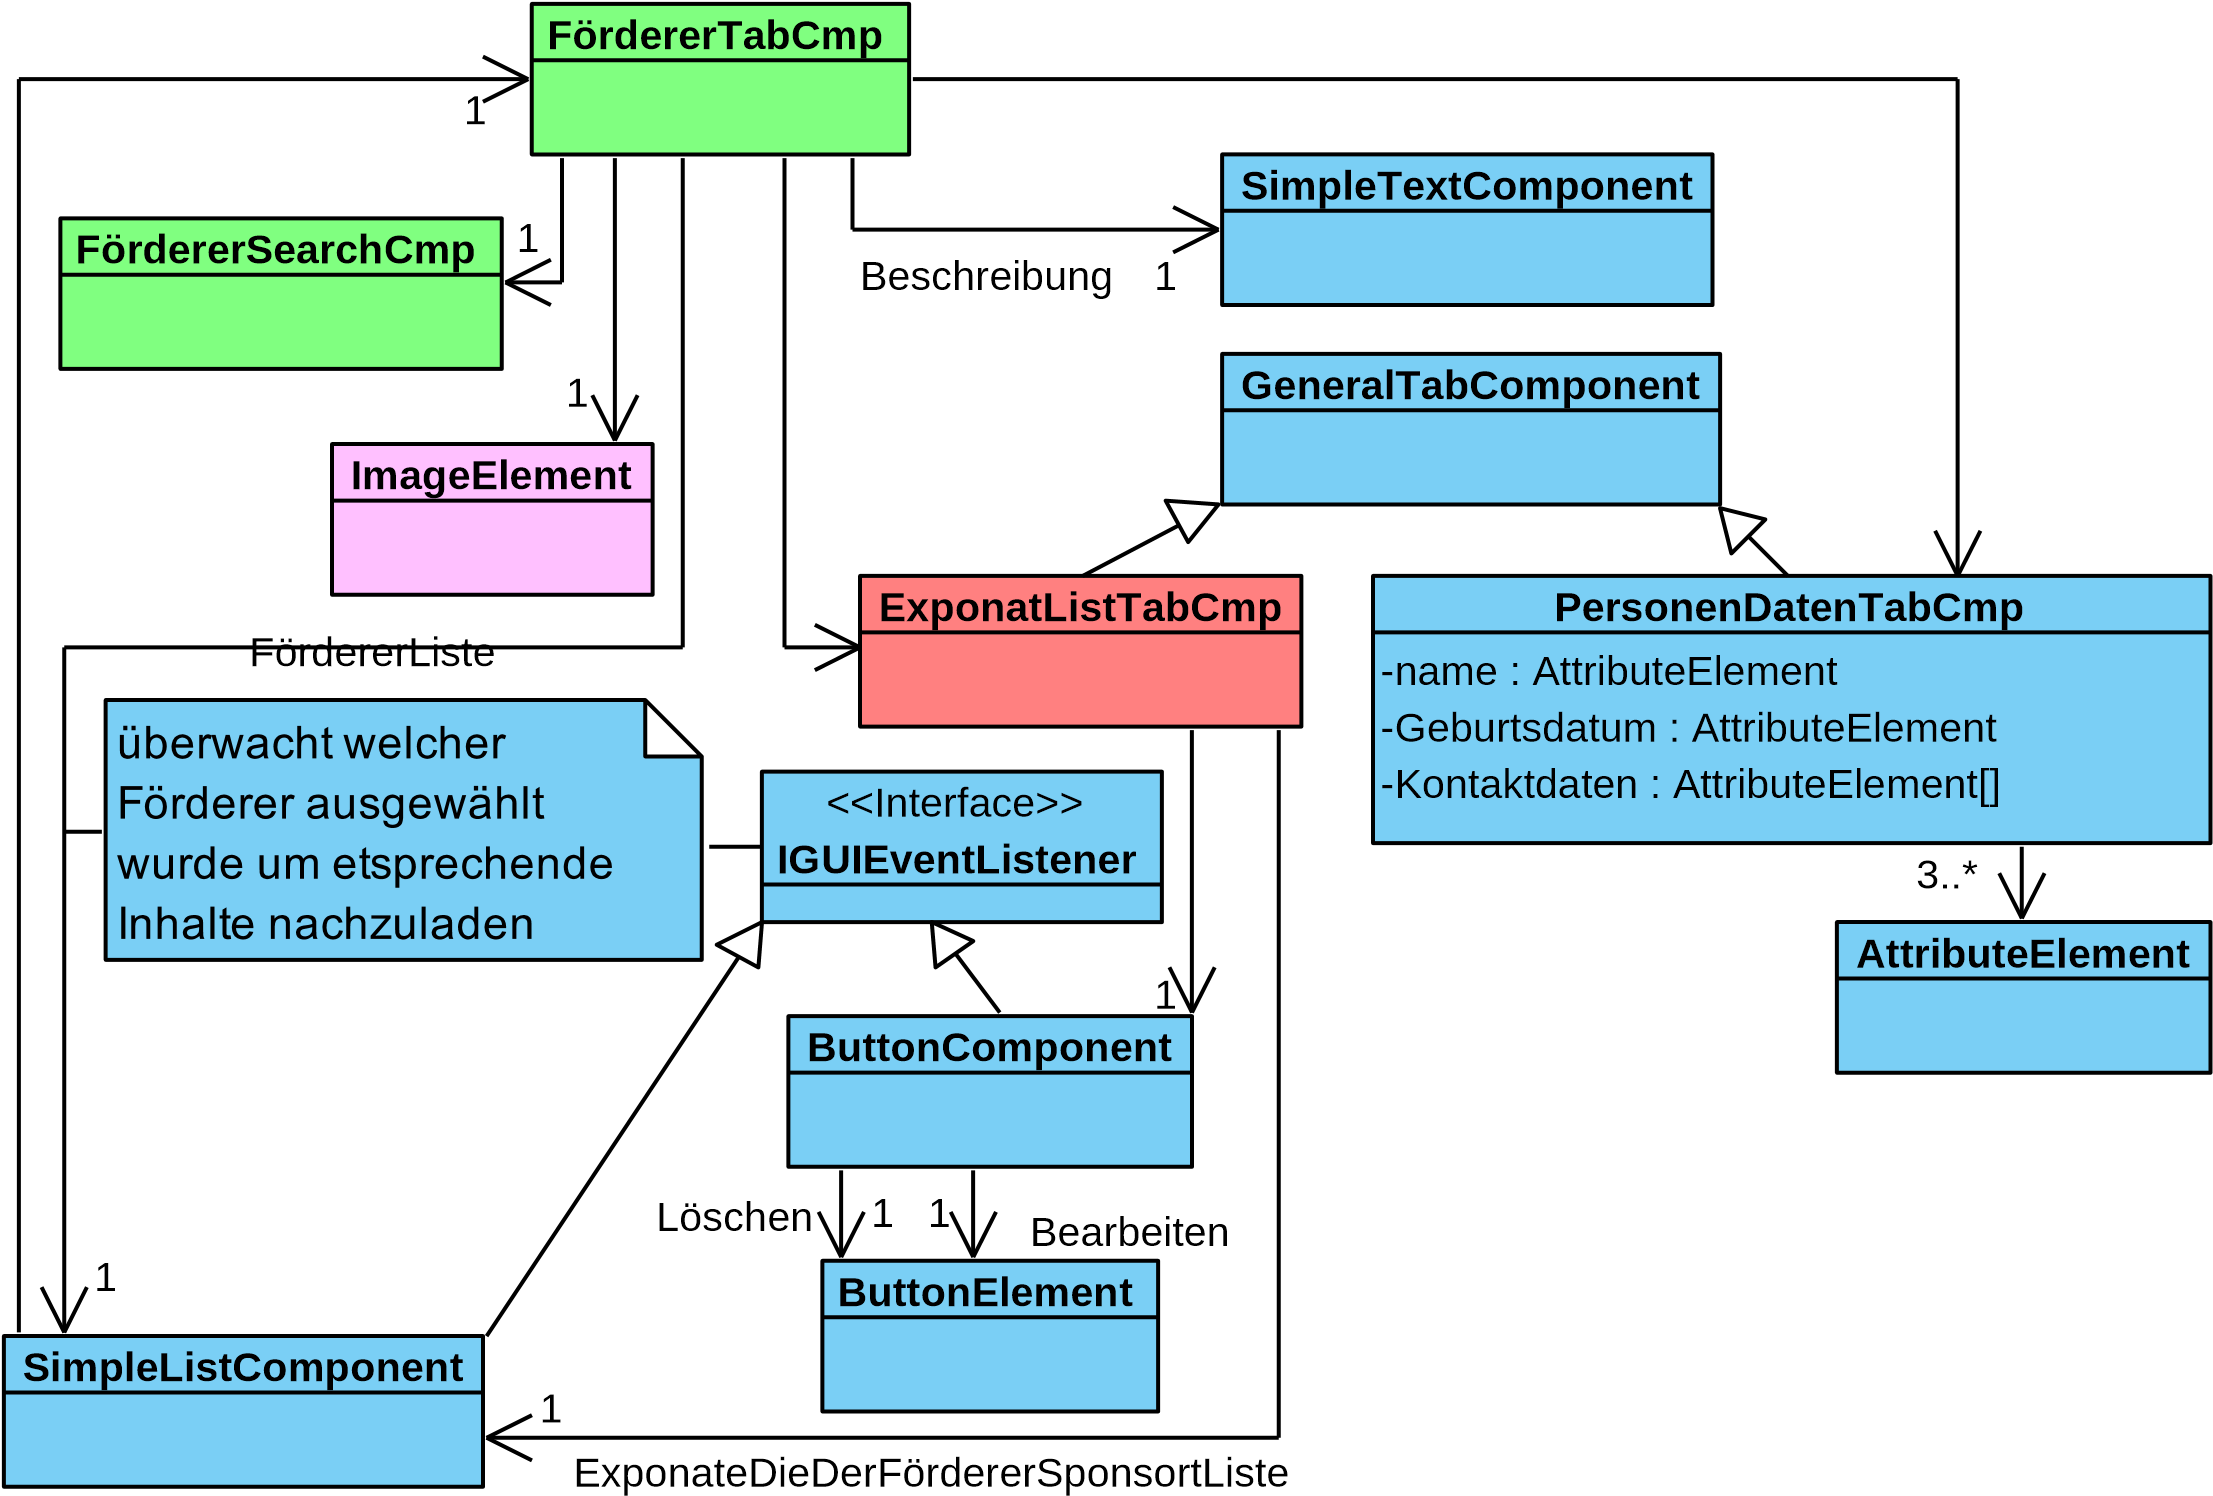 FördererTabCmp
1
SimpleTextComponent
FördererSearchCmp
1
Beschreibung
1
GeneralTabComponent
1
ImageElement
ExponatListTabCmp
PersonenDatenTabCmp
-name : AttributeElement
-Geburtsdatum : AttributeElement
-Kontaktdaten : AttributeElement[]
FördererListe
überwacht welcher
Förderer ausgewählt
wurde um etsprechende
Inhalte nachzuladen
<<Interface>>
IGUIEventListener
3..*
AttributeElement
1
ButtonComponent
Löschen
1
1
Bearbeiten
1
ButtonElement
SimpleListComponent
1
ExponateDieDerFördererSponsortListe